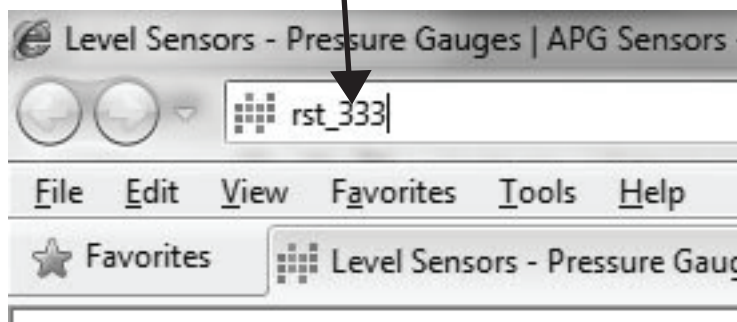 Level Sensors - Pressure Gauges | APG Sensors -
rst_333
File Edit View Favorites Tools Help
Favorites Level Sensors - Pressure Gaug